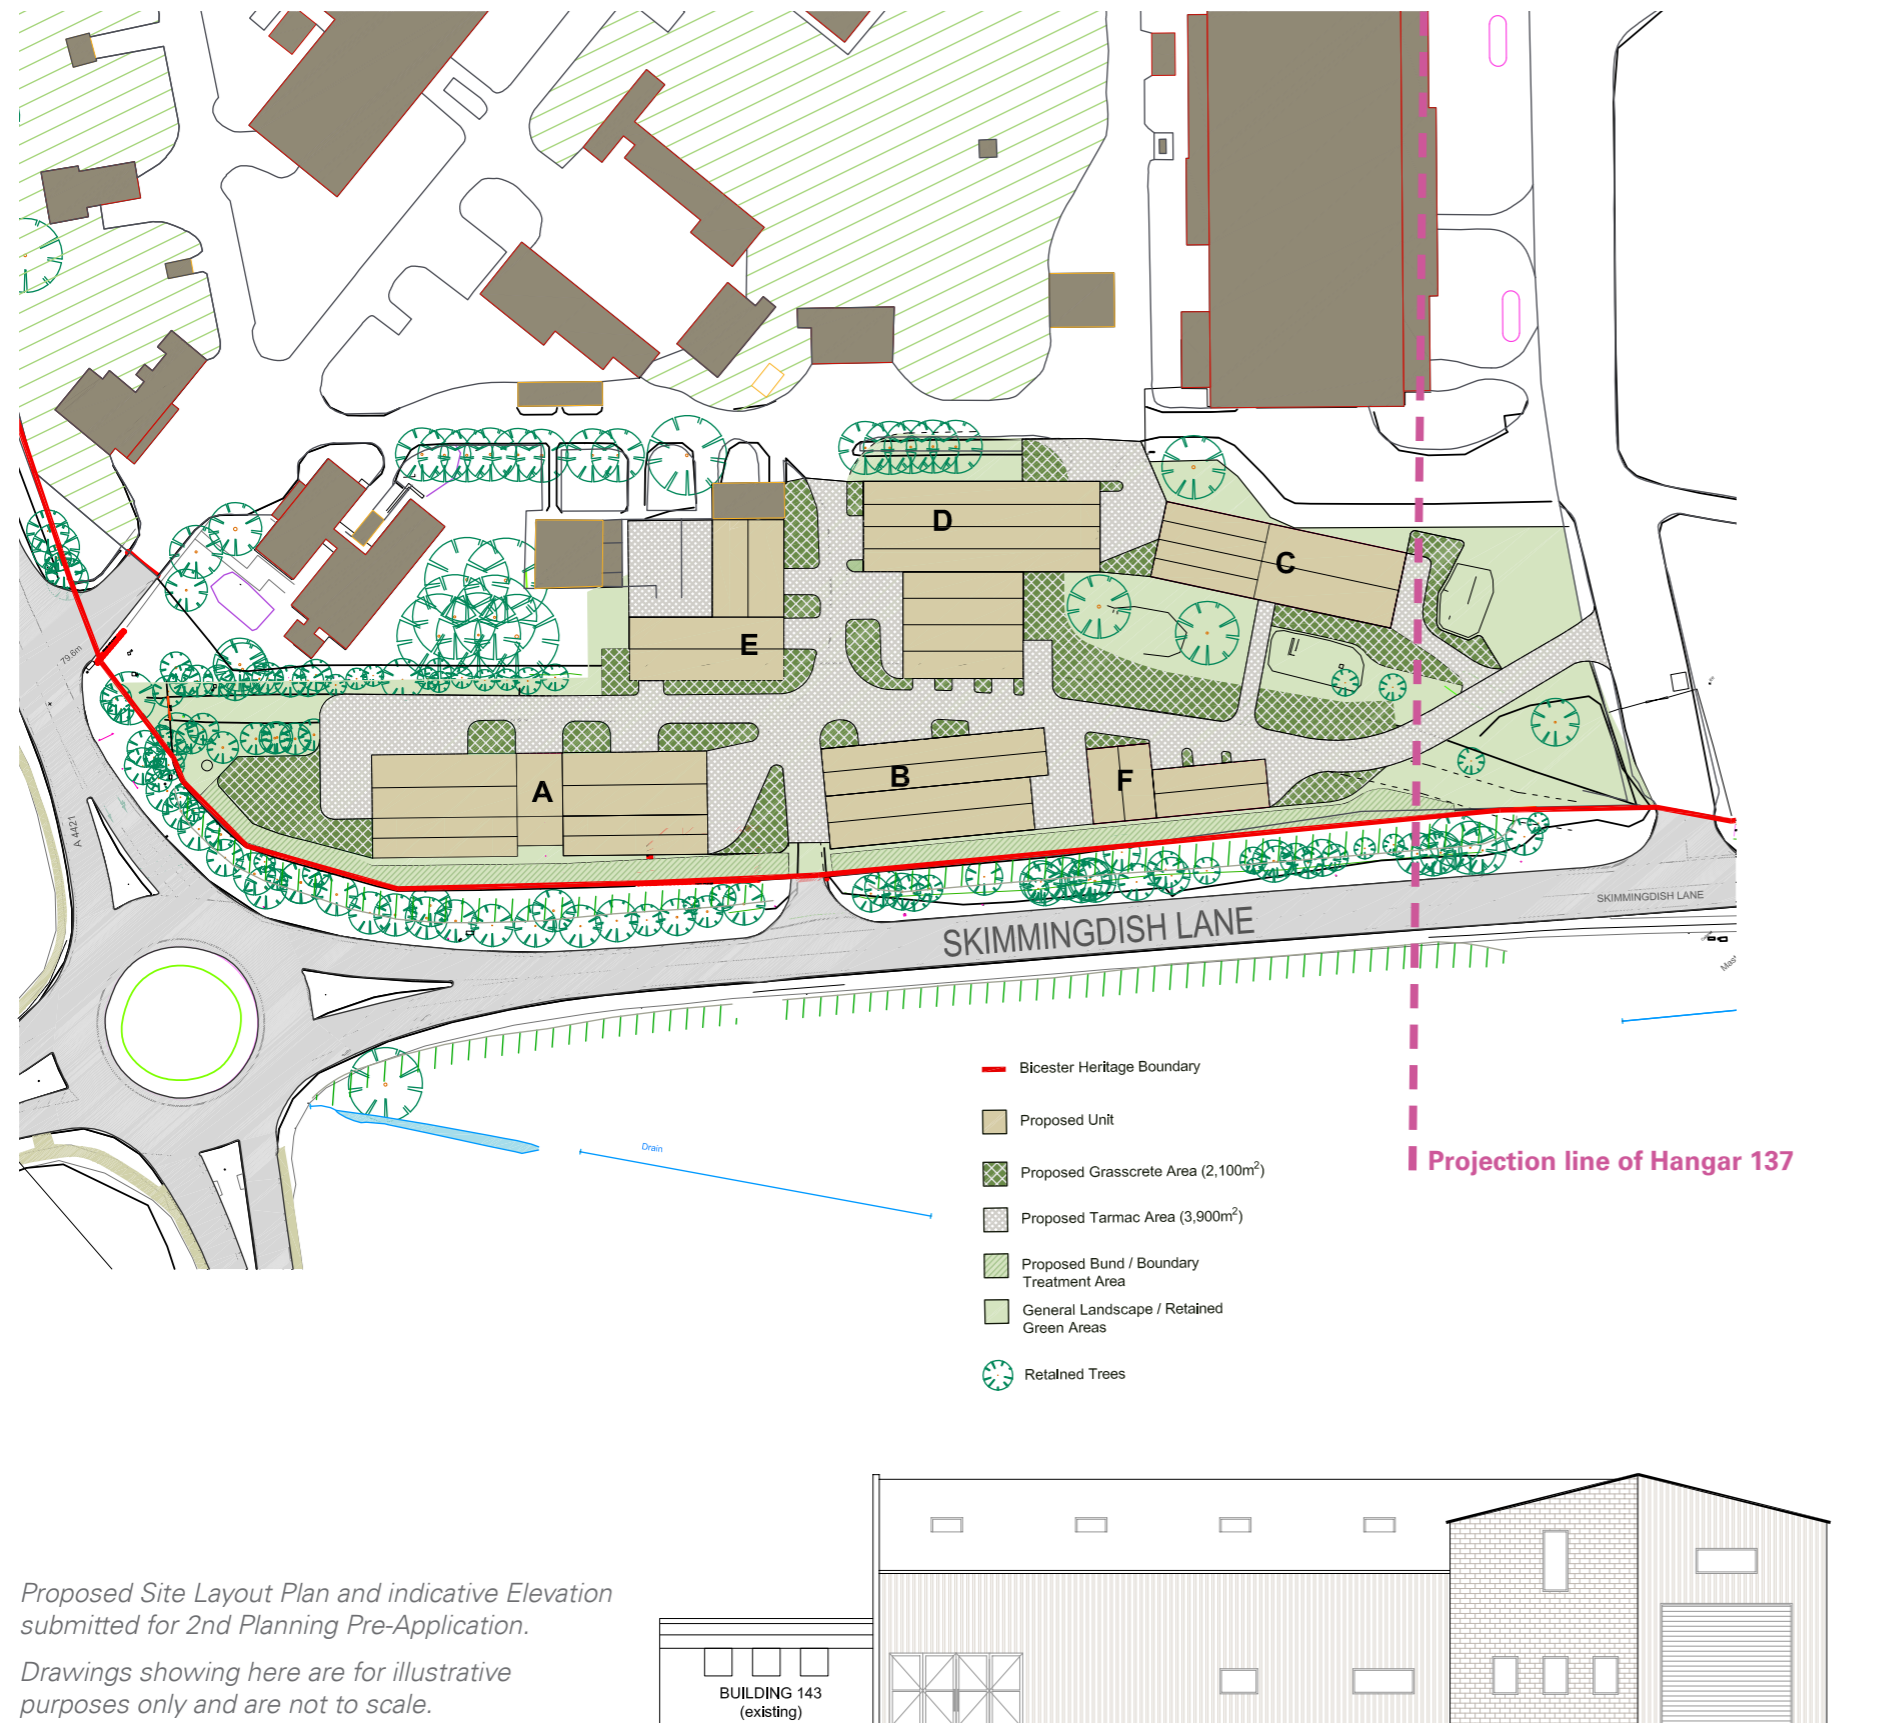 D
C
E
A
B
F
79.6m
A 4421
SKIMMINGDISH LANE
SKIMMINGDISH LANE
Drain
Bicester Heritage Boundary
Proposed Unit
Proposed Grasscrete Area (2,100m²)
Proposed Tarmac Area (3,900m²)
Proposed Bund / Boundary
Treatment Area
General Landscape / Retained
Green Areas
Retained Trees
Projection line of Hangar 137
Proposed Site Layout Plan and indicative Elevation
submitted for 2nd Planning Pre-Application.
Drawings showing here are for illustrative
purposes only and are not to scale.
BUILDING 143
(existing)